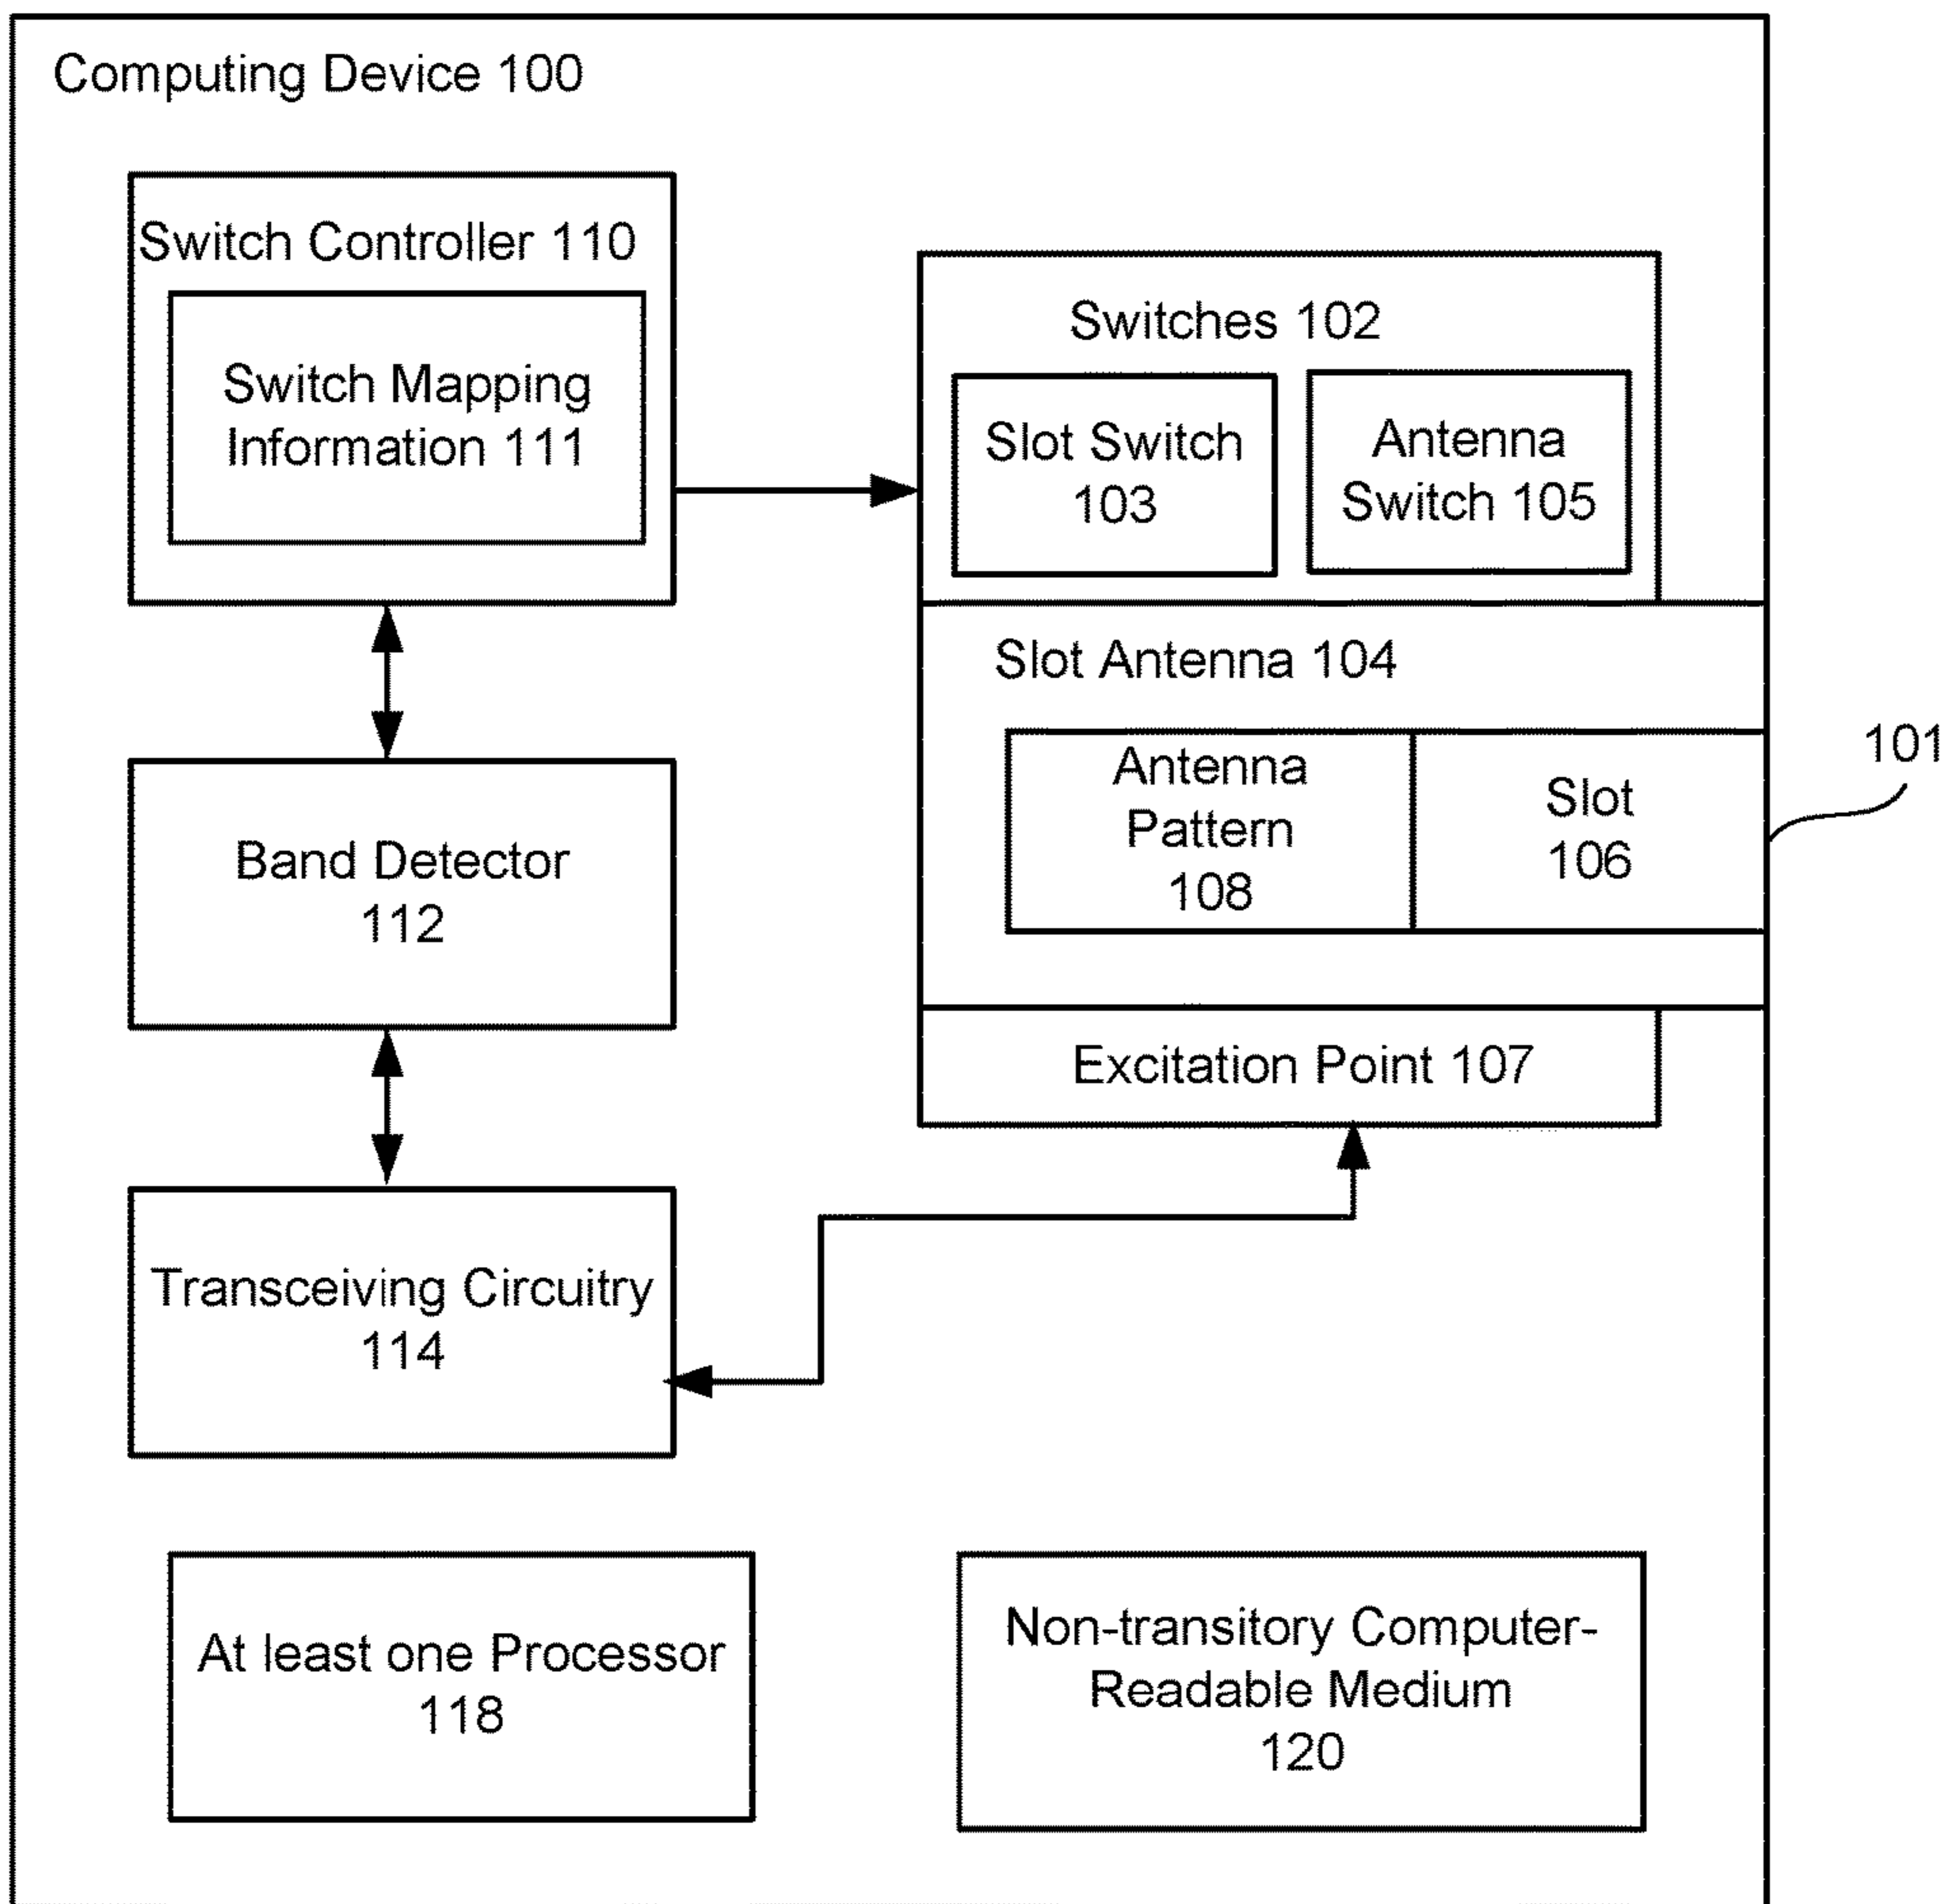 Computing Device 100
Switch Controller 110
Switch Mapping
Information 111
Switches 102
Slot Switch
103
Antenna
Switch 105
Slot Antenna 104
Antenna
Pattern
108
Slot
106
101
Band Detector
112
Excitation Point 107
Transceiving Circuitry
114
At least one Processor
118
Non-transitory Computer-
Readable Medium
120